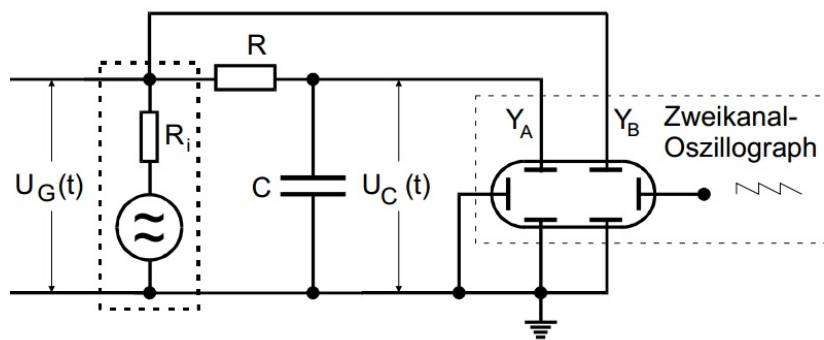 R
Y_A
Y_B
Zweikanal-
Oszillograph
R_i
U_G(t)
C
U_C(t)